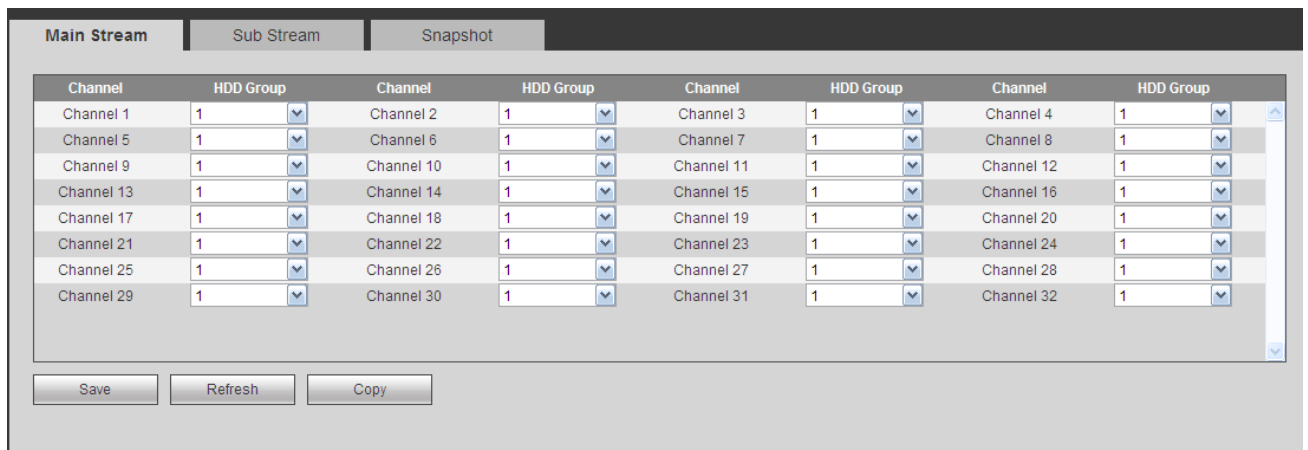 Main Stream Sub Stream Snapshot
Channel HDD Group Channel HDD Group Channel HDD Group Channel HDD Group
Channel 1 1 Channel 2 1 Channel 3 1 Channel 4 1
Channel 5 1 Channel 6 1 Channel 7 1 Channel 8 1
Channel 9 1 Channel 10 1 Channel 11 1 Channel 12 1
Channel 13 1 Channel 14 1 Channel 15 1 Channel 16 1
Channel 17 1 Channel 18 1 Channel 19 1 Channel 20 1
Channel 21 1 Channel 22 1 Channel 23 1 Channel 24 1
Channel 25 1 Channel 26 1 Channel 27 1 Channel 28 1
Channel 29 1 Channel 30 1 Channel 31 1 Channel 32 1
Save Refresh Copy